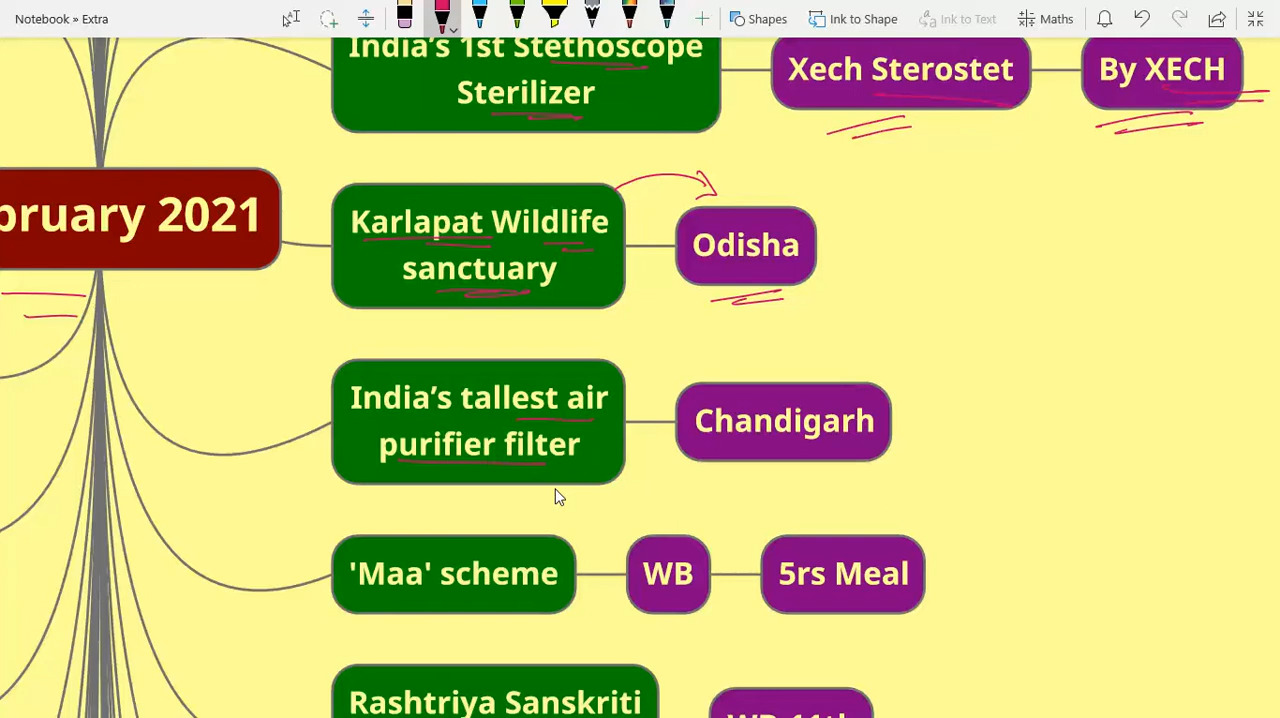 Notebook » Extra
Shapes
Ink to Shape
Ink to Text
Maths
India's 1st Stethoscope
Sterilizer
Xech Sterostet
By XECH
bruary 2021
Karlapat Wildlife
sanctuary
Odisha
India’s tallest air
purifier filter
Chandigarh
'Maa' scheme
WB
5rs Meal
Rashtriya Sanskriti